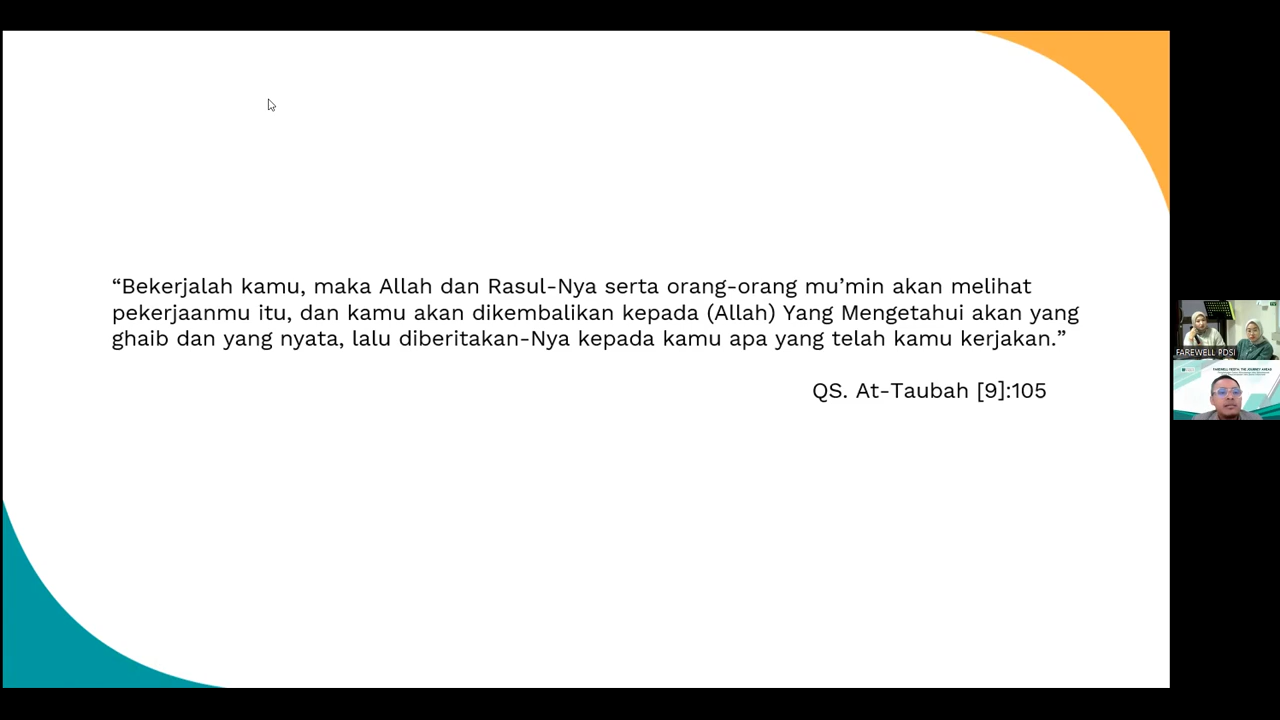 “Bekerjalah kamu, maka Allah dan Rasul-Nya serta orang-orang mu’min akan melihat
pekerjaanmu itu, dan kamu akan dikembalikan kepada (Allah) Yang Mengetahui akan yang
ghaib dan yang nyata, lalu diberitakan-Nya kepada kamu apa yang telah kamu kerjakan.”
QS. At-Taubah [9]:105
FAREWELL PDSI